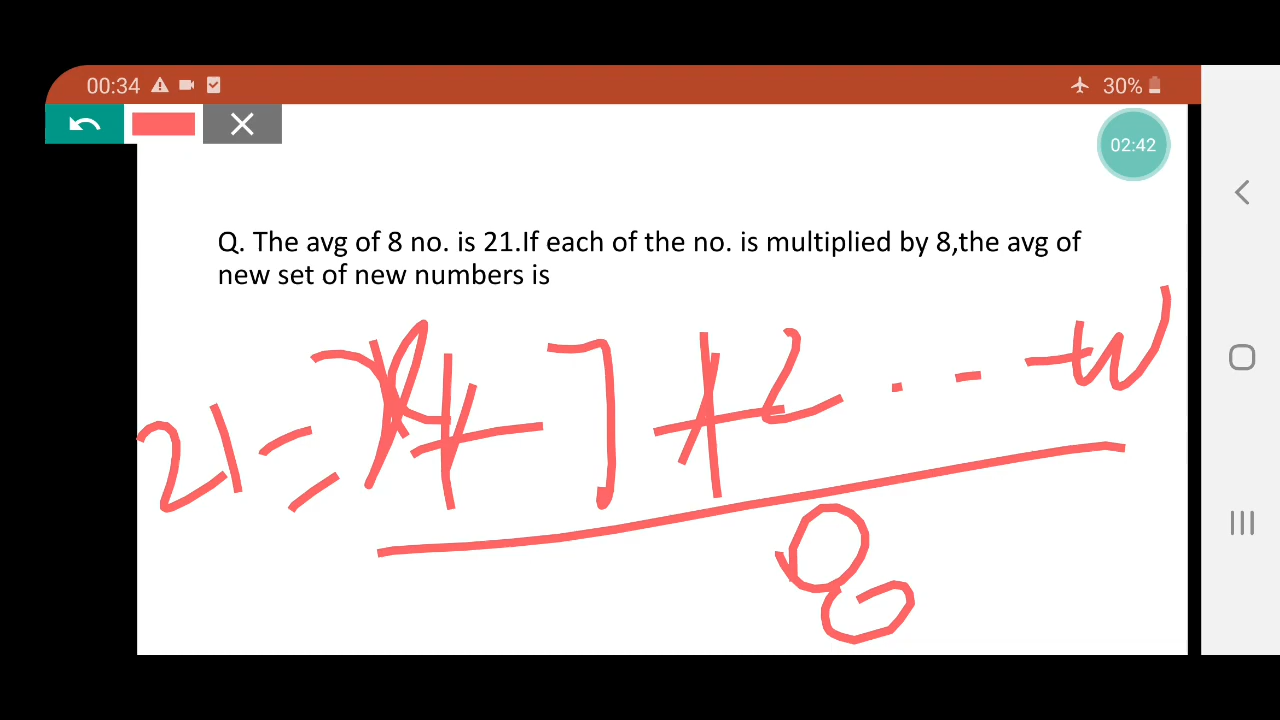 00:34 30%
02:42
Q. The avg of 8 no. is 21.If each of the no. is multiplied by 8,the avg of
new set of new numbers is
21 =
8